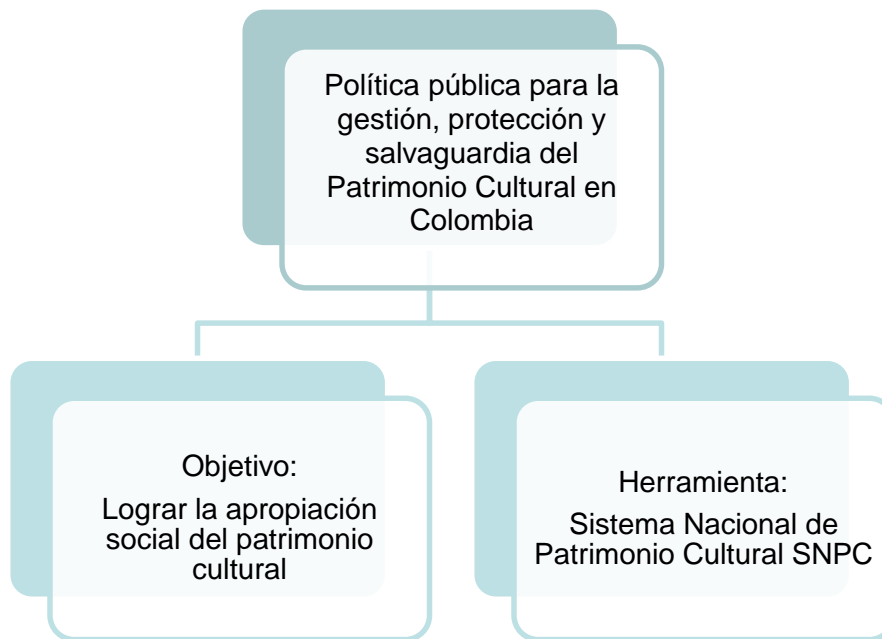 Política pública para la
gestión, protección y
salvaguardia del
Patrimonio Cultural en
Colombia
Objetivo:
Lograr la apropiación
social del patrimonio
cultural
Herramienta:
Sistema Nacional de
Patrimonio Cultural SNPC